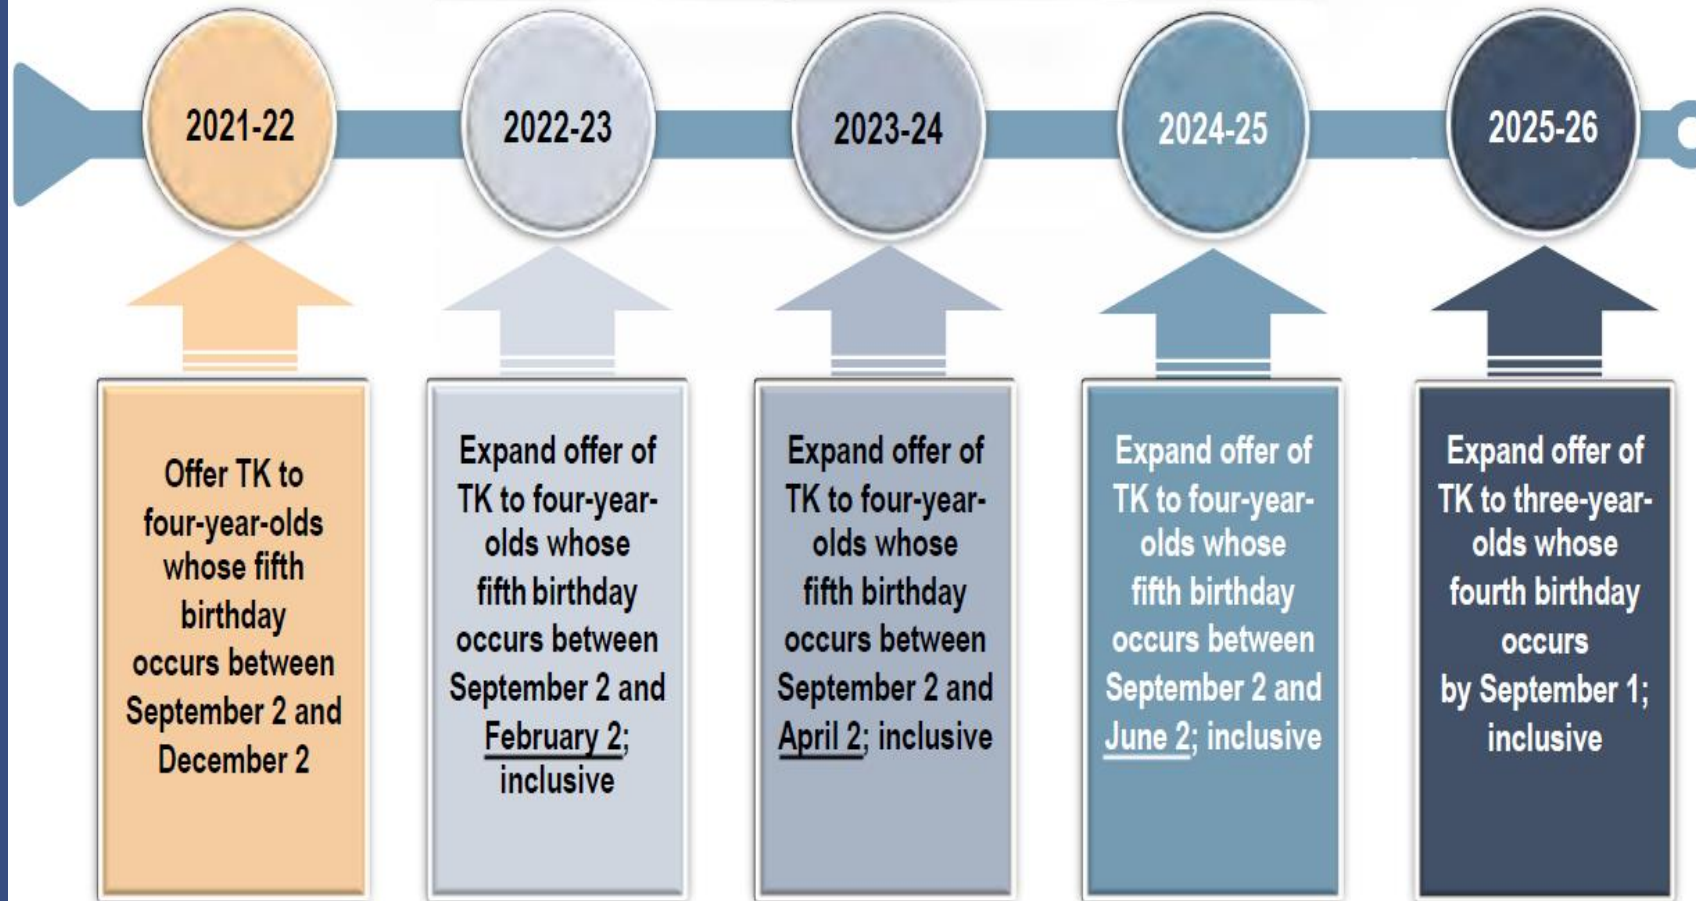 2021-22
2022-23
2023-24
2024-25
2025-26
Offer TK to
four-year-olds
whose fifth
birthday
occurs between
September 2 and
December 2
Expand offer of
TK to four-year-
olds whose
fifth birthday
occurs between
September 2 and
February 2;
inclusive
Expand offer of
TK to four-year-
olds whose
fifth birthday
occurs between
September 2 and
April 2; inclusive
Expand offer of
TK to four-year-
olds whose
fifth birthday
occurs between
September 2 and
June 2; inclusive
Expand offer of
TK to three-year-
olds whose
fourth birthday
occurs
by September 1;
inclusive